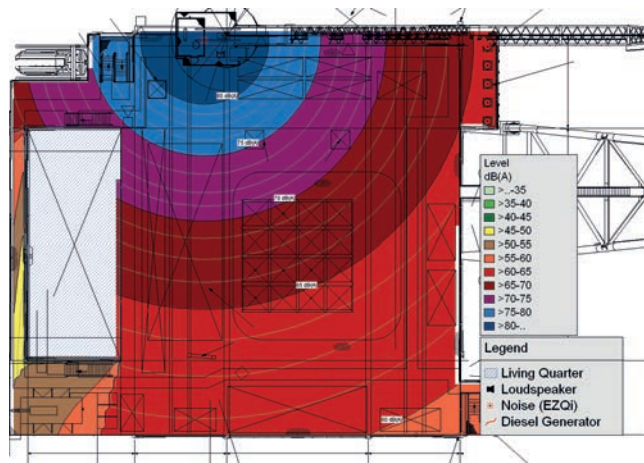 80 dB(A)
75 dB(A)
70 dB(A)
65 dB(A)
60 dB(A)
Level
dB(A)
>..-35
>35-40
>40-45
>45-50
>50-55
>55-60
>60-65
>65-70
>70-75
>75-80
>80-..
Legend
Living Quarter
Loudspeaker
Noise (EZQi)
Diesel Generator